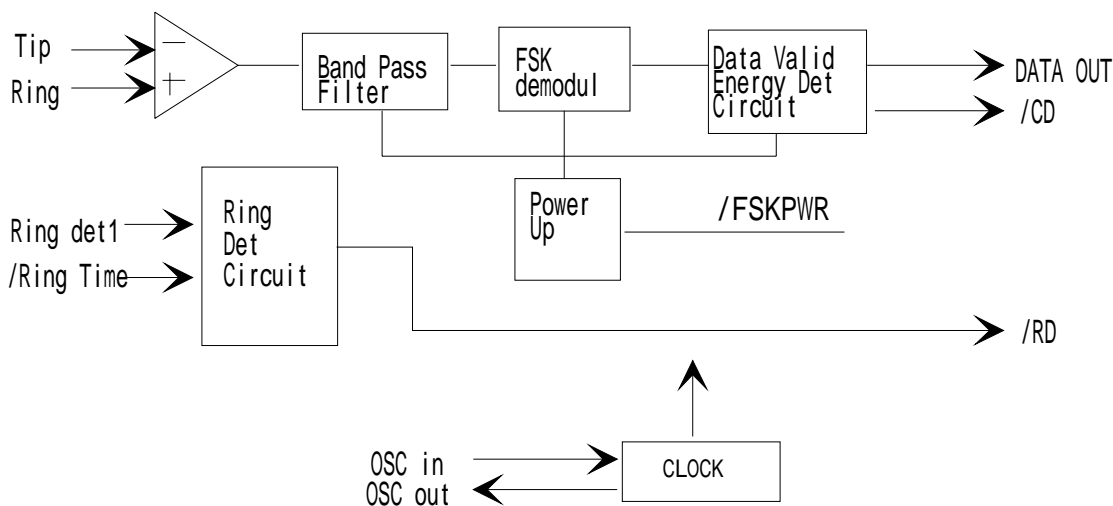 Tip
Ring
−
+
Band Pass
Filter
FSK
demodul
Data Valid
Energy Det
Circuit
DATA OUT
/CD
Power
Up
/FSKPWR
Ring det1
/Ring Time
Ring
Det
Circuit
/RD
OSC in
OSC out
CLOCK